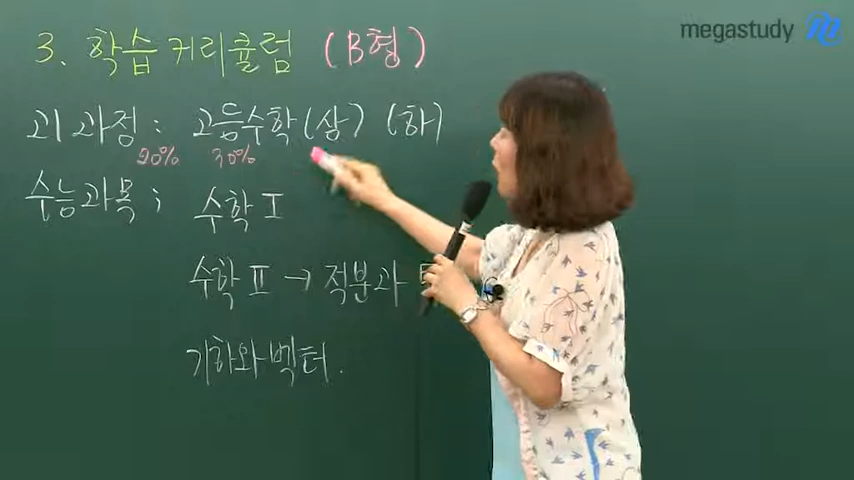 megastudy
3. 학습 커리큘럼 (B형)
고1 과정 : 고등수학(상) (하)
20% 30%
수능과목 ; 수학 I
수학 II → 적분과
기하와 벡터.